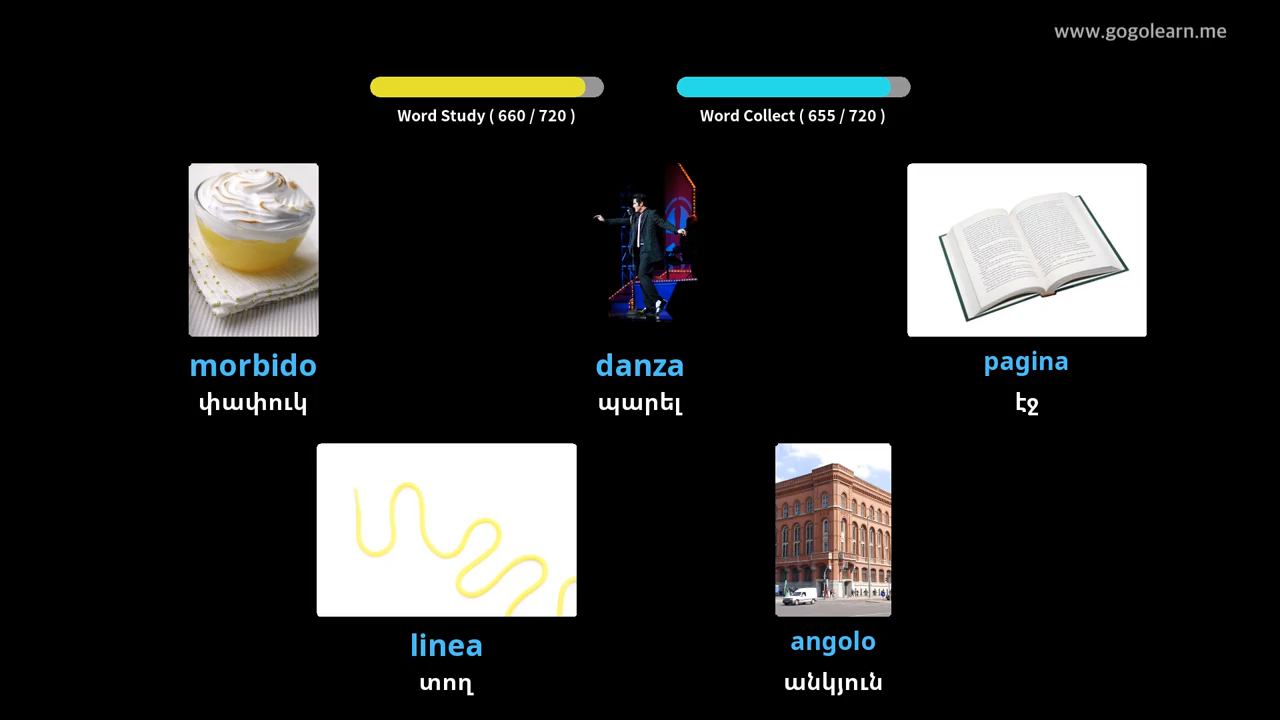 www.gogolearn.me
Word Study ( 660 / 720 )
Word Collect ( 655 / 720 )
morbido
փափուկ
danza
պարել
pagina
էջ
linea
տող
angolo
անկյուն